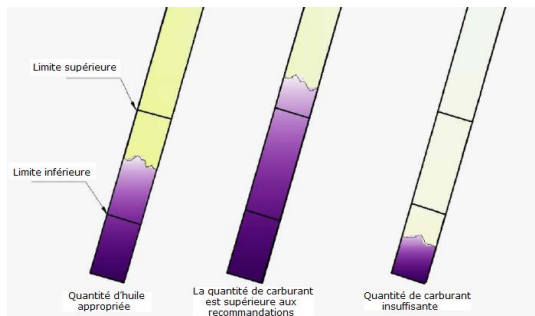 Limite supérieure
Limite inférieure
Quantité d'huile
appropriée
La quantité de carburant
est supérieure aux
recommandations
Quantité de carburant
insuffisante